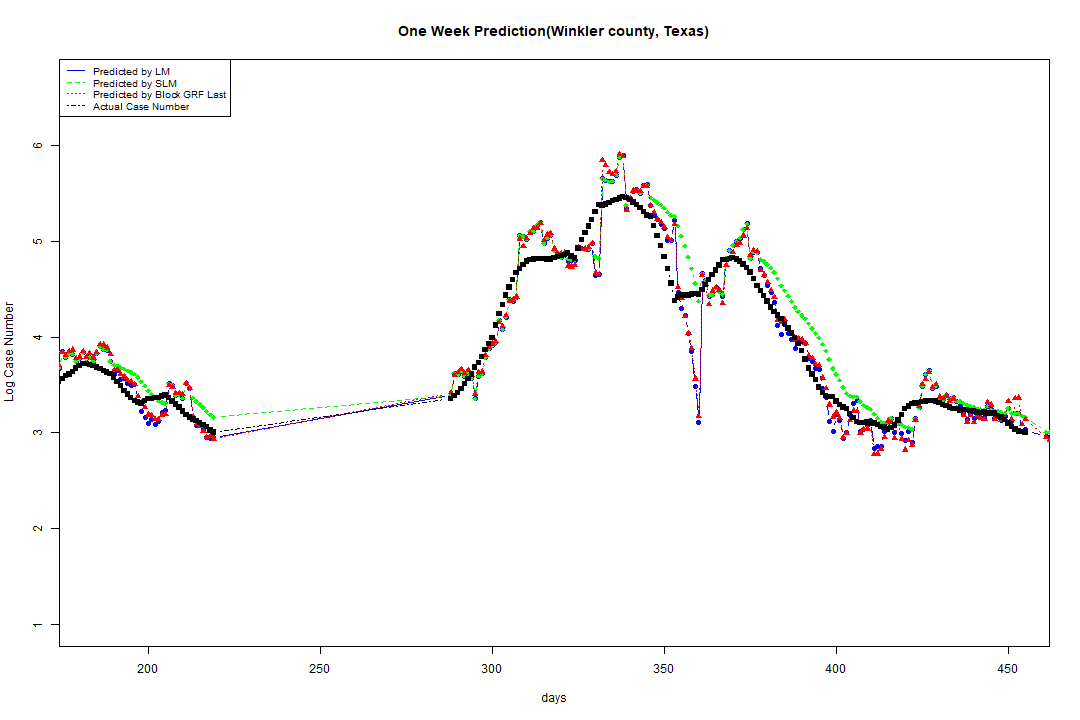 One Week Prediction(Winkler county, Texas)
Predicted by LM
Predicted by SLM
Predicted by Block GRF Last
Actual Case Number
Log Case Number
6
5
4
3
2
1
200 250 300 350 400 450
days